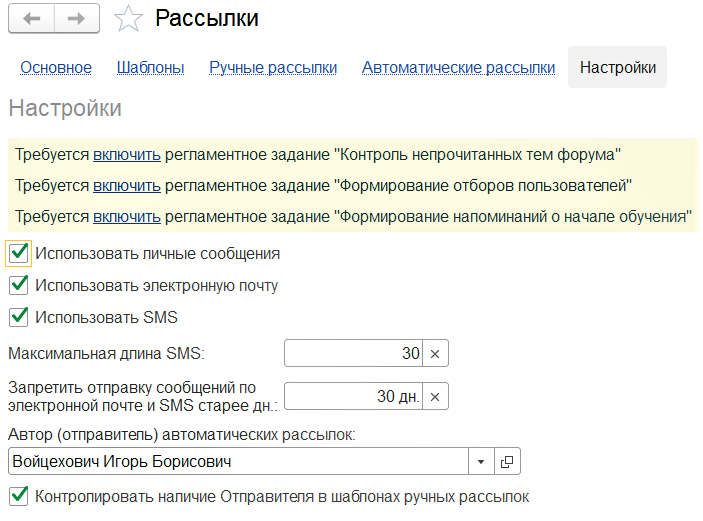 Рассылки
Основное Шаблоны Ручные рассылки Автоматические рассылки Настройки
Настройки
Требуется включить регламентное задание "Контроль непрочитанных тем форума"
Требуется включить регламентное задание "Формирование отборов пользователей"
Требуется включить регламентное задание "Формирование напоминаний о начале обучения"
Использовать личные сообщения
Использовать электронную почту
Использовать SMS
Максимальная длина SMS: 30
Запретить отправку сообщений по
электронной почте и SMS старее дн.: 30 дн.
Автор (отправитель) автоматических рассылок:
Войцехович Игорь Борисович
Контролировать наличие Отправителя в шаблонах ручных рассылок